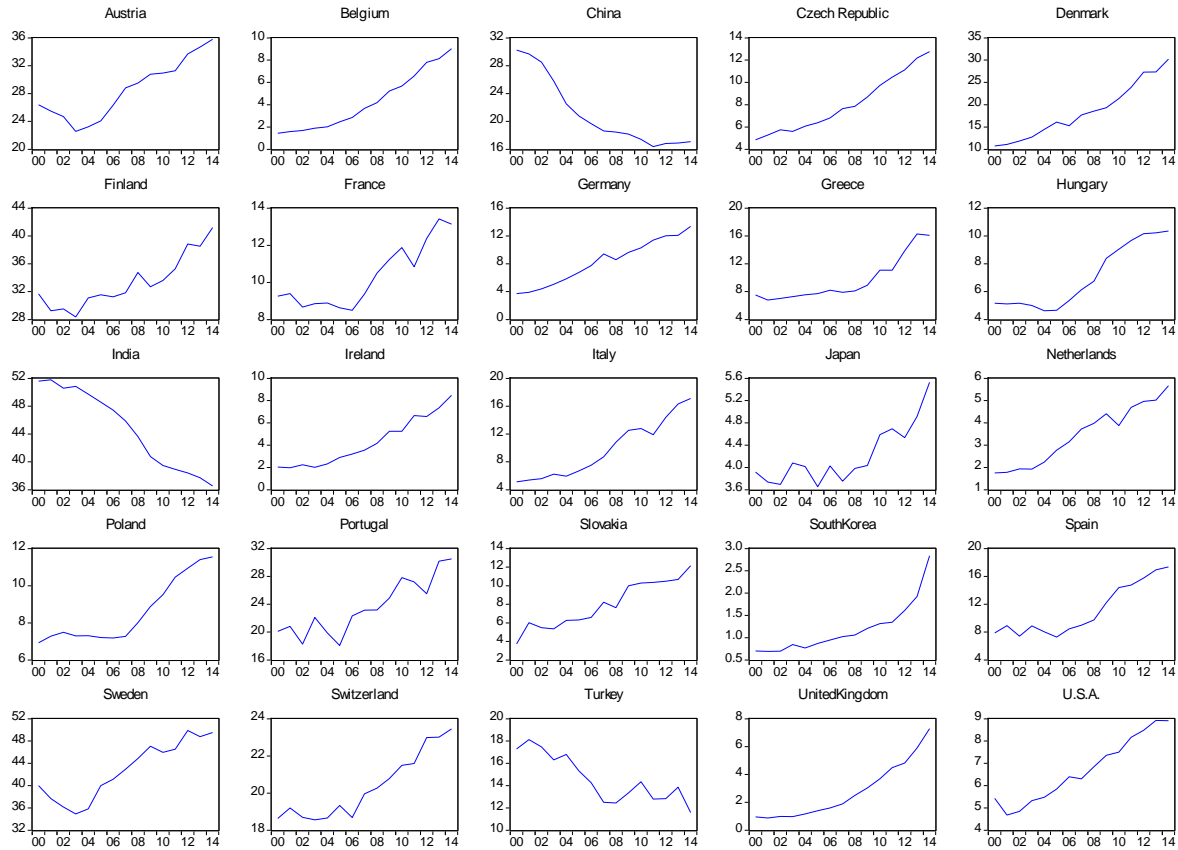 Austria Belgium China Czech Republic Denmark
36 10 32 14 35
32 8 28 12 30
28 6 24 10 25
24 4 20 8 20
20 2 16 6 15
0 4 10
00 02 04 06 08 10 12 14 00 02 04 06 08 10 12 14 00 02 04 06 08 10 12 14 00 02 04 06 08 10 12 14 00 02 04 06 08 10 12 14
Finland France Germany Greece Hungary
44 14 16 20 12
40 12 12 16 10
36 10 8 12 8
32 8 4 8 6
28 0 4 4
00 02 04 06 08 10 12 14 00 02 04 06 08 10 12 14 00 02 04 06 08 10 12 14 00 02 04 06 08 10 12 14 00 02 04 06 08 10 12 14
India Ireland Italy Japan Netherlands
52 10 20 5.6 6
48 8 16 5.2 5
44 6 12 4.8 4
40 4 8 4.4 3
36 2 4 4.0 2
0 3.6 1
00 02 04 06 08 10 12 14 00 02 04 06 08 10 12 14 00 02 04 06 08 10 12 14 00 02 04 06 08 10 12 14 00 02 04 06 08 10 12 14
Poland Portugal Slovakia SouthKorea Spain
12 32 14 3.0 20
10 28 12 2.5 16
8 24 10 2.0 12
6 20 8 1.5 8
16 6 1.0 4
4 0.5
2
00 02 04 06 08 10 12 14 00 02 04 06 08 10 12 14 00 02 04 06 08 10 12 14 00 02 04 06 08 10 12 14 00 02 04 06 08 10 12 14
Sweden Switzerland Turkey UnitedKingdom U.S.A.
52 24 20 8 9
48 22 18 6 8
44 20 16 4 7
40 18 14 2 6
36 12 0 5
32 10 4
00 02 04 06 08 10 12 14 00 02 04 06 08 10 12 14 00 02 04 06 08 10 12 14 00 02 04 06 08 10 12 14 00 02 04 06 08 10 12 14